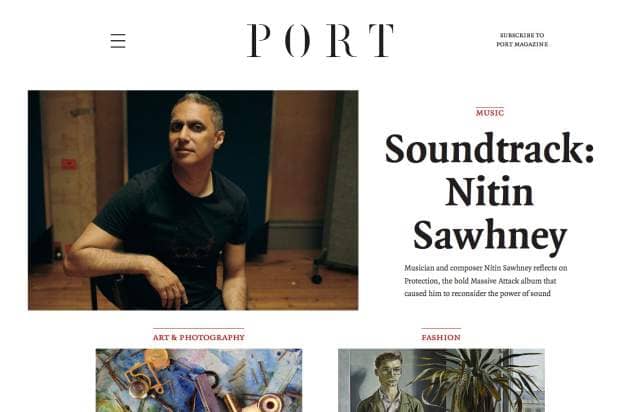 PORT
SUBSCRIBE TO
PORT MAGAZINE
MUSIC
Soundtrack:
Nitin
Sawhney
Musician and composer Nitin Sawhney reflects on
Protection, the bold Massive Attack album that
caused him to reconsider the power of sound
ART & PHOTOGRAPHY
FASHION